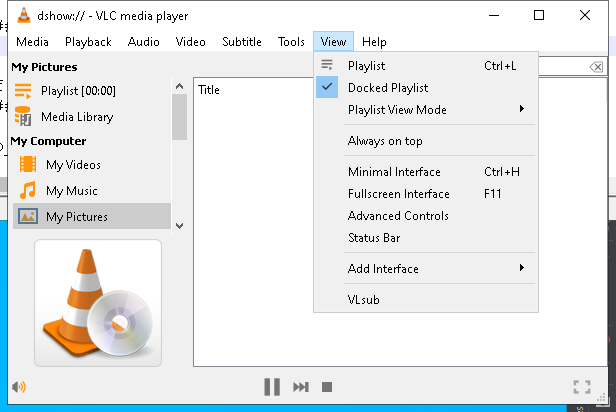 dshow:// - VLC media player
Media Playback Audio Video Subtitle Tools View Help
My Pictures
Playlist [00:00]
Media Library
My Computer
My Videos
My Music
My Pictures
Title
Playlist Ctrl+L
Docked Playlist
Playlist View Mode
Always on top
Minimal Interface Ctrl+H
Fullscreen Interface F11
Advanced Controls
Status Bar
Add Interface
VLsub